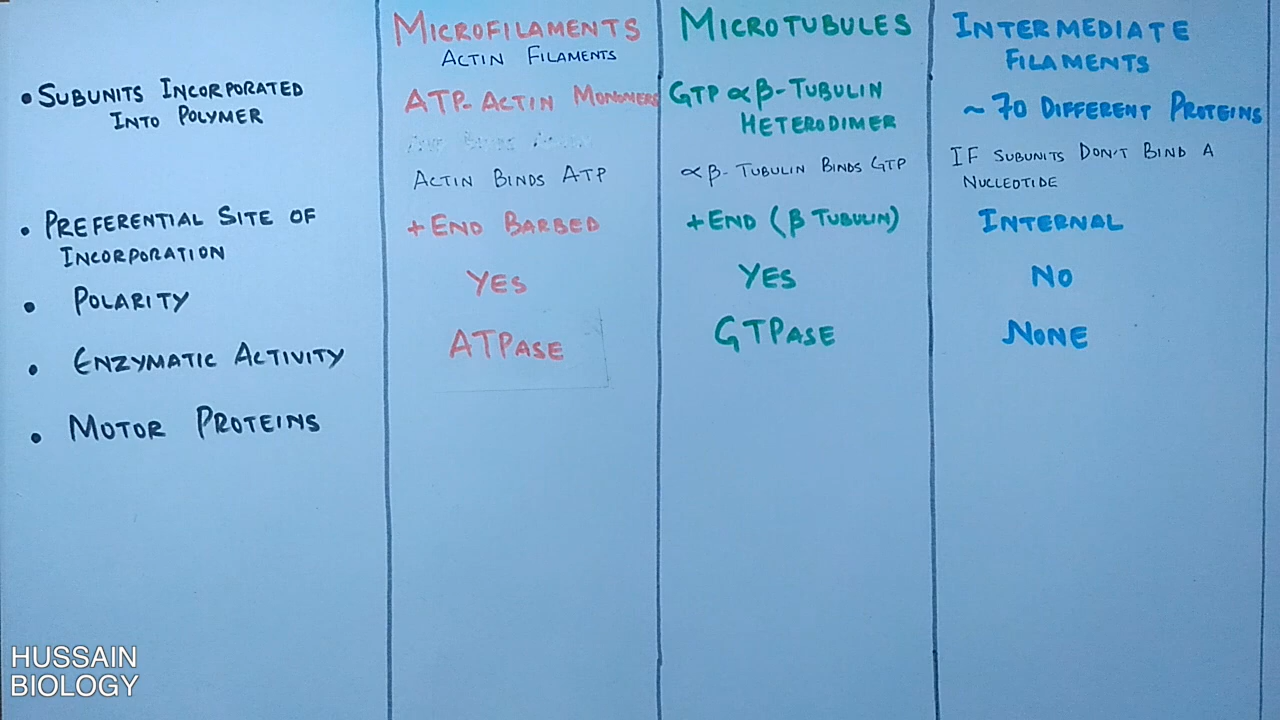 MICROFILAMENTS
ACTIN FILAMENTS
MICROTUBULES
INTERMEDIATE
FILAMENTS
• SUBUNITS INCORPORATED
INTO POLYMER
ATP-ACTIN MONOMERS
ACTIN BINDS ATP
GTP αβ-TUBULIN
HETERODIMER
αβ-TUBULIN BINDS GTP
~70 DIFFERENT PROTEINS
IF SUBUNITS DON'T BIND A
NUCLEOTIDE
• PREFERENTIAL SITE OF
INCORPORATION
+END BARBED
+END (β TUBULIN)
INTERNAL
• POLARITY
YES
YES
NO
• ENZYMATIC ACTIVITY
ATPASE
GTPASE
NONE
• MOTOR PROTEINS
HUSSAIN
BIOLOGY